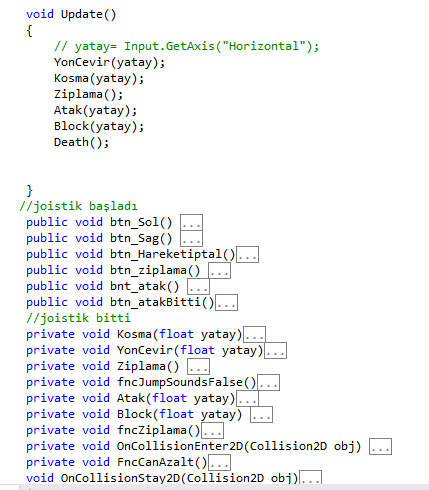 void Update()
{
// yatay= Input.GetAxis("Horizontal");
YonCevir(yatay);
Kosma(yatay);
Ziplama();
Atak(yatay);
Block(yatay);
Death();
}
//joistik başladı
public void btn_Sol() ...
public void btn_Sag() ...
public void btn_Hareketiptal()...
public void btn_ziplama() ...
public void bnt_atak() ...
public void btn_atakBitti()...
//joistik bitti
private void Kosma(float yatay)...
private void YonCevir(float yatay)...
private void Ziplama() ...
private void fncJumpSoundsFalse()...
private void Atak(float yatay)...
private void Block(float yatay) ...
private void fncZiplama()...
private void OnCollisionEnter2D(Collision2D obj) ...
private void FncCanAzalt()...
void OnCollisionStay2D(Collision2D obj)...